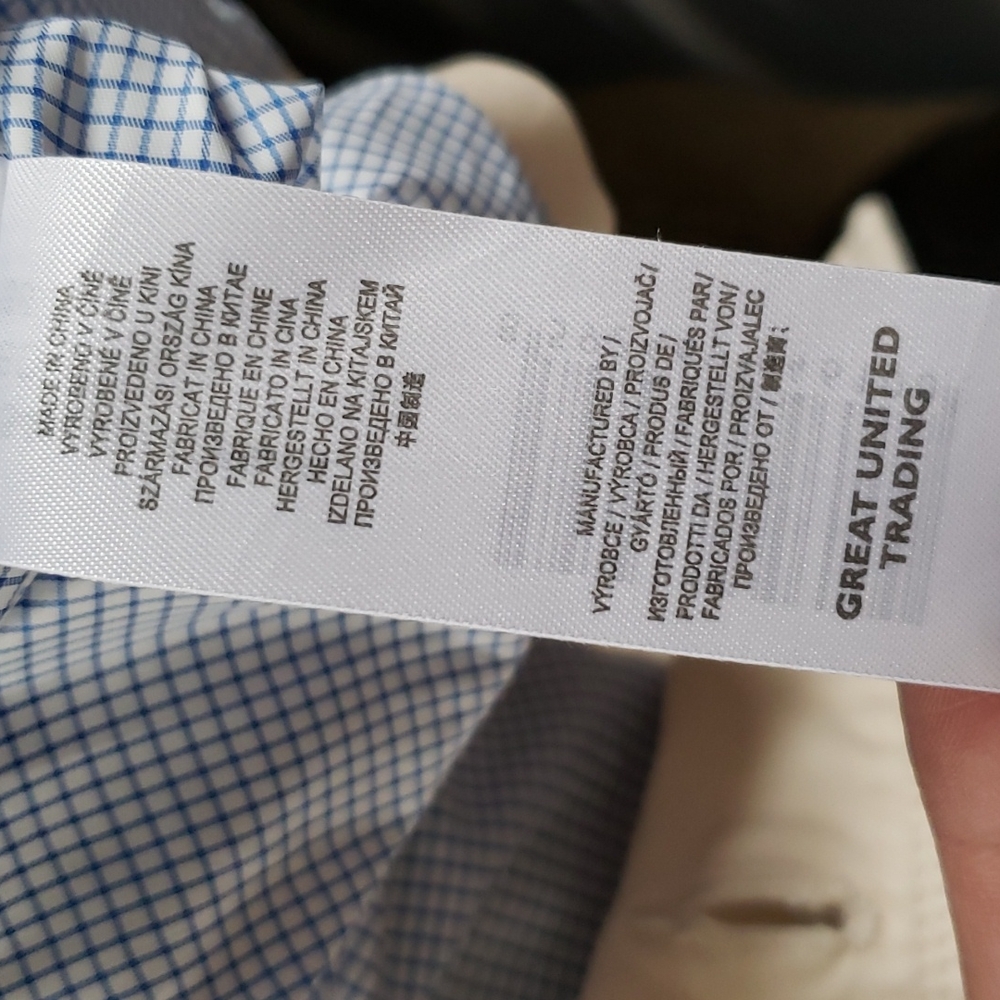 MADE IN CHINA
VYROBENO V ČÍNĚ
VYROBENÉ V ČÍNE
PROIZVEDENO U KINI
SZÁRMAZÁSI ORSZÁG KÍNA
FABRICAT IN CHINA
ПРОИЗВЕДЕНО В КИТАЕ
FABRIQUE EN CHINE
FABBRICATO IN CINA
HERGESTELLT IN CHINA
HECHO EN CHINA
IZDELANO NA KITAJSKEM
ПРОИЗВЕДЕНО В КИТАЙ
中國制造
MANUFACTURED BY /
VÝROBCE / VÝROBCA / PROIZVOJAČ /
GYÁRTÓ / PRODUS DE /
ИЗГОТОВЛЕННЫЙ / FABRIQUÉS PAR /
PRODOTTI DA / HERGESTELLT VON /
FABRICADOS POR / PROIZVAJALEC
ПРОИЗВЕДЕНО ОТ / 制造商 :
GREAT UNITED
TRADING